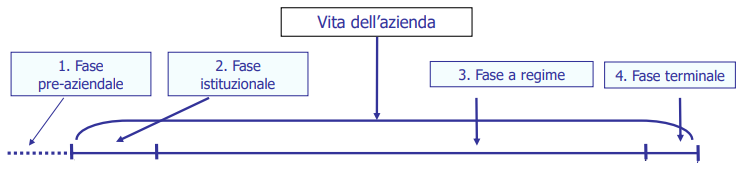 Vita dell'azienda
1. Fase
pre-aziendale
2. Fase
istituzionale
3. Fase a regime
4. Fase terminale